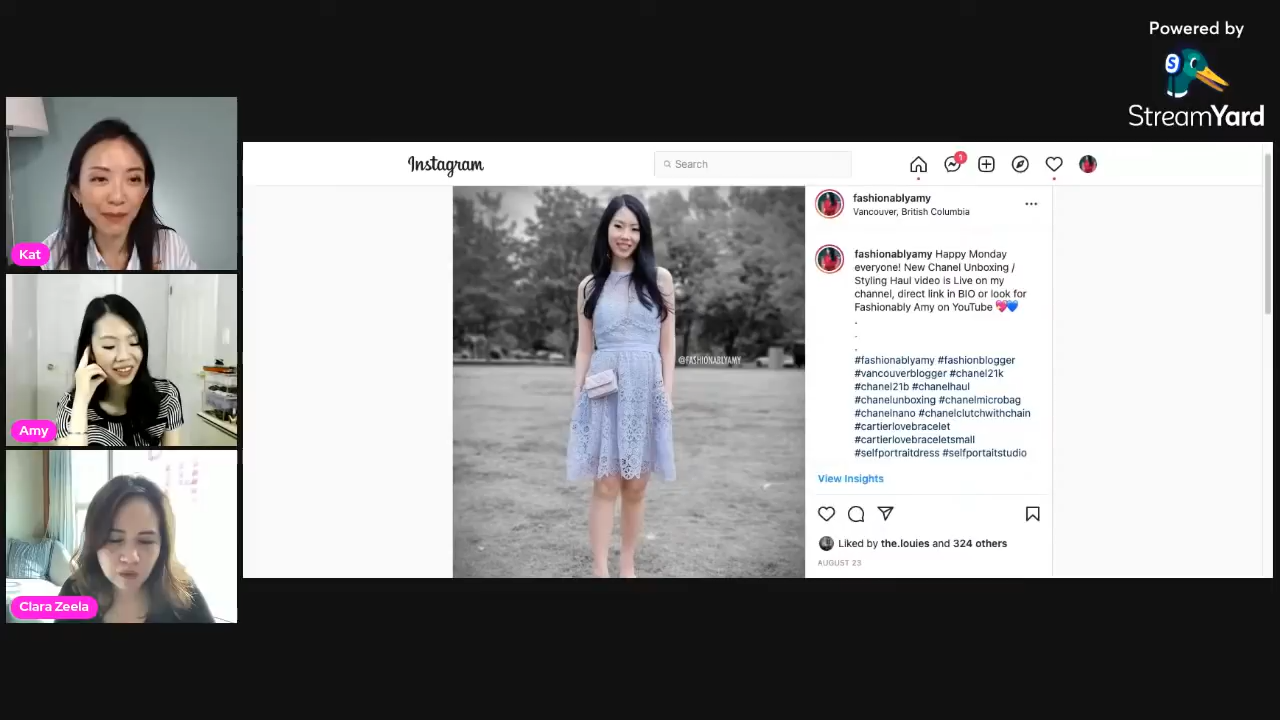 Powered by
StreamYard
Kat
Amy
Clara Zeela
Instagram
Search
1
fashionablyamy
Vancouver, British Columbia
fashionablyamy Happy Monday
everyone! New Chanel Unboxing /
Styling Haul video is Live on my
channel, direct link in BIO or look for
Fashionably Amy on YouTube 💖💙
.
.
.
#fashionablyamy #fashionblogger
#vancouverblogger #chanel21k
#chanel21b #chanelhaul
#chanelunboxing #chanelmicrobag
#chanelnano #chanelclutchwithchain
#cartierlovebracelet
#cartierlovebraceletsmall
#selfportraitdress #selfportaitstudio
@FASHIONABLYAMY
View Insights
Liked by the.louies and 324 others
AUGUST 23